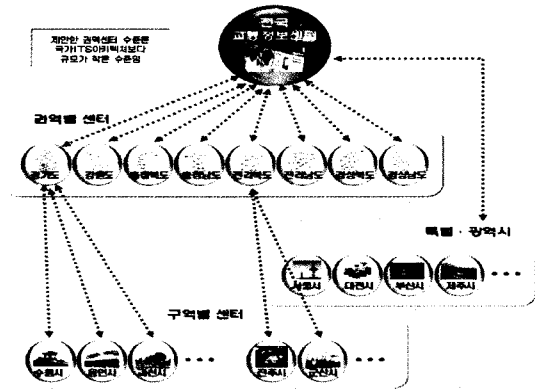 전국
교통정보센터
제안한 권역센터 수준은
국가ITS아키텍쳐보다
규모가 작은 수준임
권역별 센터
경기도 강원도 충청북도 충청남도 전라북도 전라남도 경상북도 경상남도
특별 · 광역시
서울시 대전시 부산시 제주시 • • •
구역별 센터
수원시 용인시 • • • 전주시 군산시 • • •